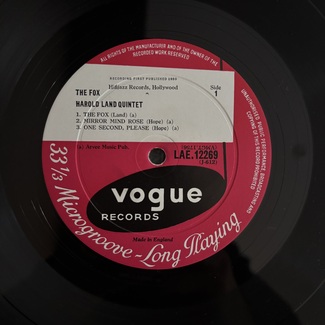 ALL RIGHTS OF THE MANUFACTURER AND OF THE OWNER OF THE RECORDED WORK RESERVED
UNAUTHORISED PUBLIC PERFORMANCE, BROADCASTING AND COPYING OF THIS RECORD PROHIBITED
RECORDING FIRST PUBLISHED
Hifijazz Records, Hollywood
THE FOX
Side
1
HAROLD LAND QUINTET
1. THE FOX (Land) (a)
2. MIRROR MIND ROSE (Hope) (a)
3. ONE SECOND, PLEASE (Hope) (a)
(a) Arvee Music Pub.
LAE.12269
vogue
RECORDS
Made in England
33 1/3 Microgroove - Long Playing